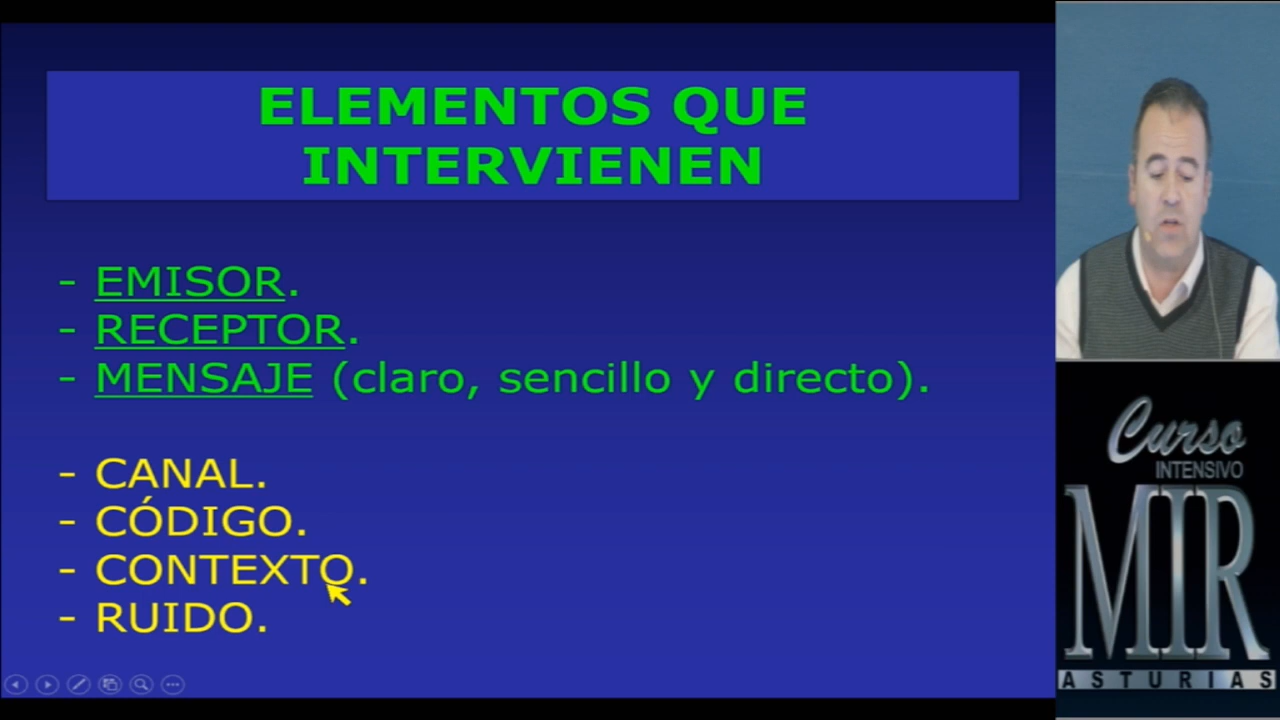 ELEMENTOS QUE
INTERVIENEN
- EMISOR.
- RECEPTOR.
- MENSAJE (claro, sencillo y directo).
- CANAL.
- CÓDIGO.
- CONTEXTO.
- RUIDO.
Curso
INTENSIVO
MIR
ASTURIAS